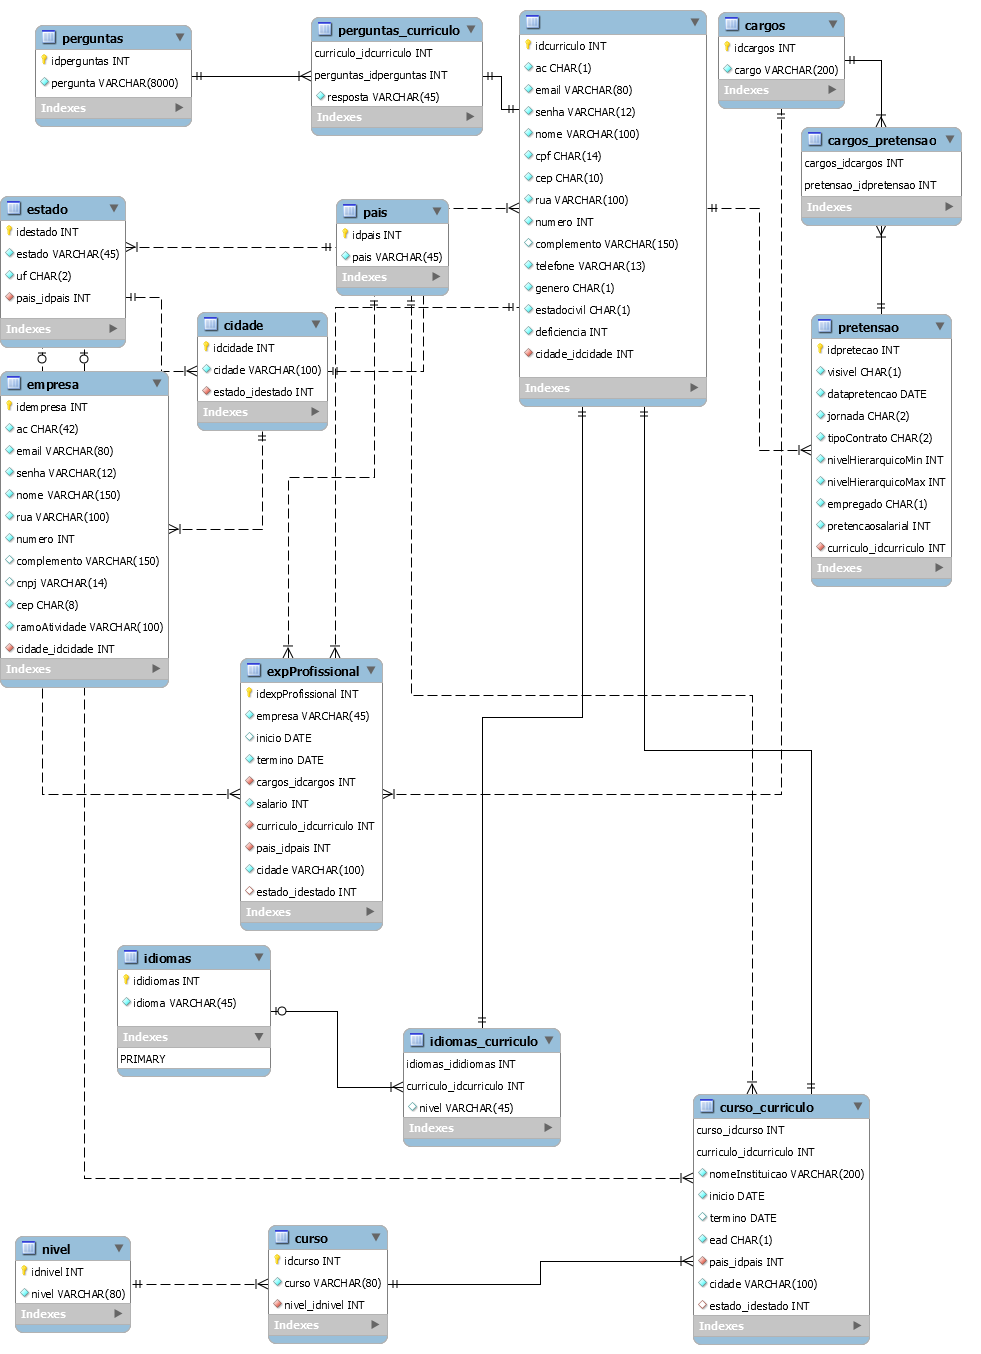 perguntas
idperguntas INT
pergunta VARCHAR(8000)
Indexes
perguntas_curriculo
curriculo_idcurriculo INT
perguntas_idperguntas INT
resposta VARCHAR(45)
Indexes
idcurriculo INT
ac CHAR(1)
email VARCHAR(80)
senha VARCHAR(12)
nome VARCHAR(100)
cpf CHAR(14)
cep CHAR(10)
rua VARCHAR(100)
numero INT
complemento VARCHAR(150)
telefone VARCHAR(13)
genero CHAR(1)
estadocivil CHAR(1)
deficiencia INT
cidade_idcidade INT
Indexes
cargos
idcargos INT
cargo VARCHAR(200)
Indexes
cargos_pretensao
cargos_idcargos INT
pretensao_idpretensao INT
Indexes
estado
idestado INT
estado VARCHAR(45)
uf CHAR(2)
pais_idpais INT
Indexes
pais
idpais INT
pais VARCHAR(45)
Indexes
cidade
idcidade INT
cidade VARCHAR(100)
estado_idestado INT
Indexes
pretensao
idpretecao INT
visivel CHAR(1)
datapretencao DATE
jornada CHAR(2)
tipoContrato CHAR(2)
nivelHierarquicoMin INT
nivelHierarquicoMax INT
empregado CHAR(1)
pretencaosalarial INT
curriculo_idcurriculo INT
Indexes
empresa
idempresa INT
ac CHAR(42)
email VARCHAR(80)
senha VARCHAR(12)
nome VARCHAR(150)
rua VARCHAR(100)
numero INT
complemento VARCHAR(150)
cnpj VARCHAR(14)
cep CHAR(8)
ramoAtividade VARCHAR(100)
cidade_idcidade INT
Indexes
expProfissional
idexpProfissional INT
empresa VARCHAR(45)
inicio DATE
termino DATE
cargos_idcargos INT
salario INT
curriculo_idcurriculo INT
pais_idpais INT
cidade VARCHAR(100)
estado_idestado INT
Indexes
idiomas
ididiomas INT
idioma VARCHAR(45)
Indexes
PRIMARY
idiomas_curriculo
idiomas_ididiomas INT
curriculo_idcurriculo INT
nivel VARCHAR(45)
Indexes
curso_curriculo
curso_idcurso INT
curriculo_idcurriculo INT
nomeInstituicao VARCHAR(200)
inicio DATE
termino DATE
ead CHAR(1)
pais_idpais INT
cidade VARCHAR(100)
estado_idestado INT
Indexes
nivel
idnivel INT
nivel VARCHAR(80)
Indexes
curso
idcurso INT
curso VARCHAR(80)
nivel_idnivel INT
Indexes